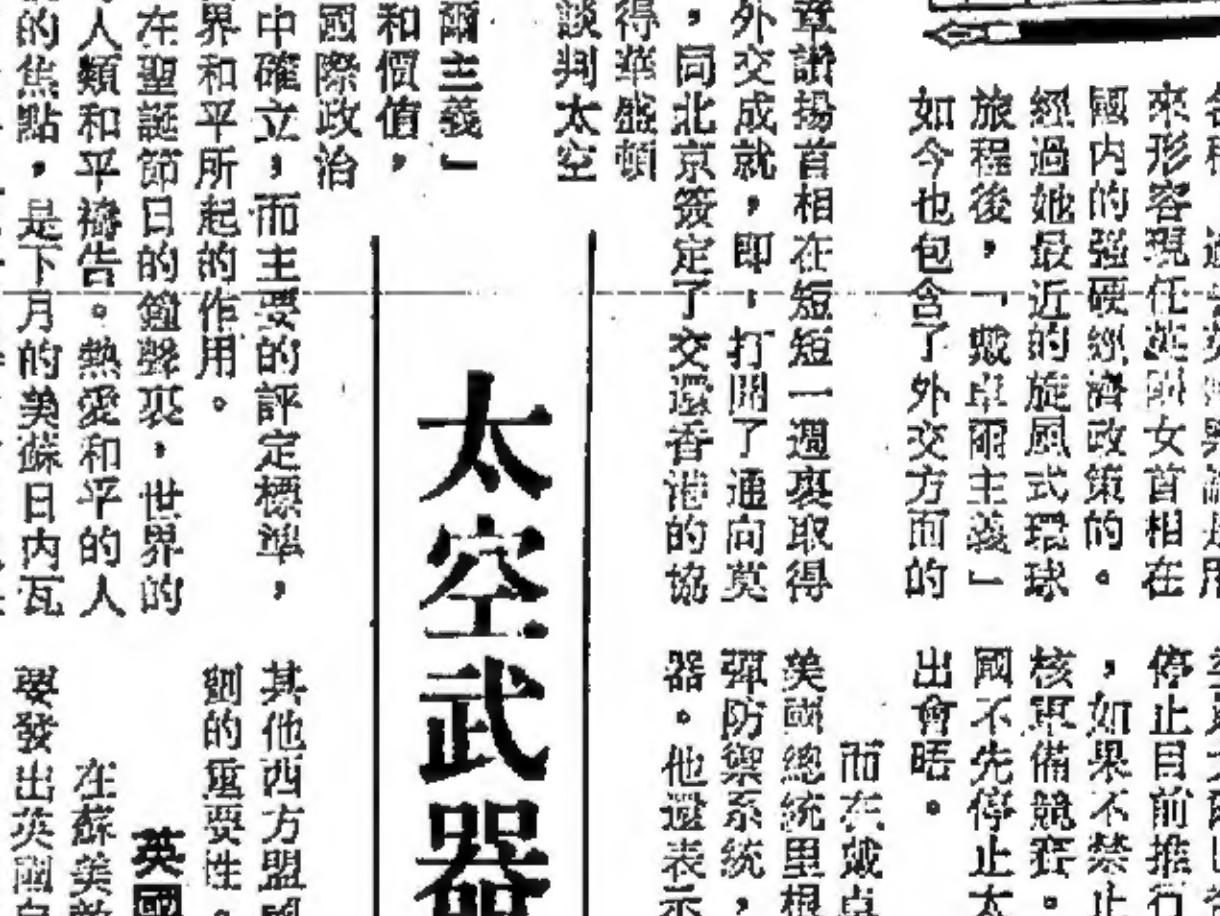 來形容現任英國女首相在
國内的强硬經濟政策的。
經過她最近的旋風式環球
旅程後，「戴卓爾主義」
如今也包含了外交方面的
章讚揚首相在短短一週裏取得
外交成就，即，打開了通向莫
，同北京簽定了交還香港的協
得華盛頓
談判太空
停止目前推行
，如果不禁止
核軍備競賽。
國不先停止太
出會晤。
而在戴卓
美國總統里根
彈防禦系統，
器。他還表示
太空武器
爾主義」
和價值，
國際政治
中確立，而主要的評定標準，
界和平所起的作用。
在聖誕節日的鐘聲裏，世界的
人類和平禱告。熱愛和平的人
的焦點，是下月的美蘇日内瓦
其他西方盟國
劃的重要性。
英國
在蘇美
要發出英國